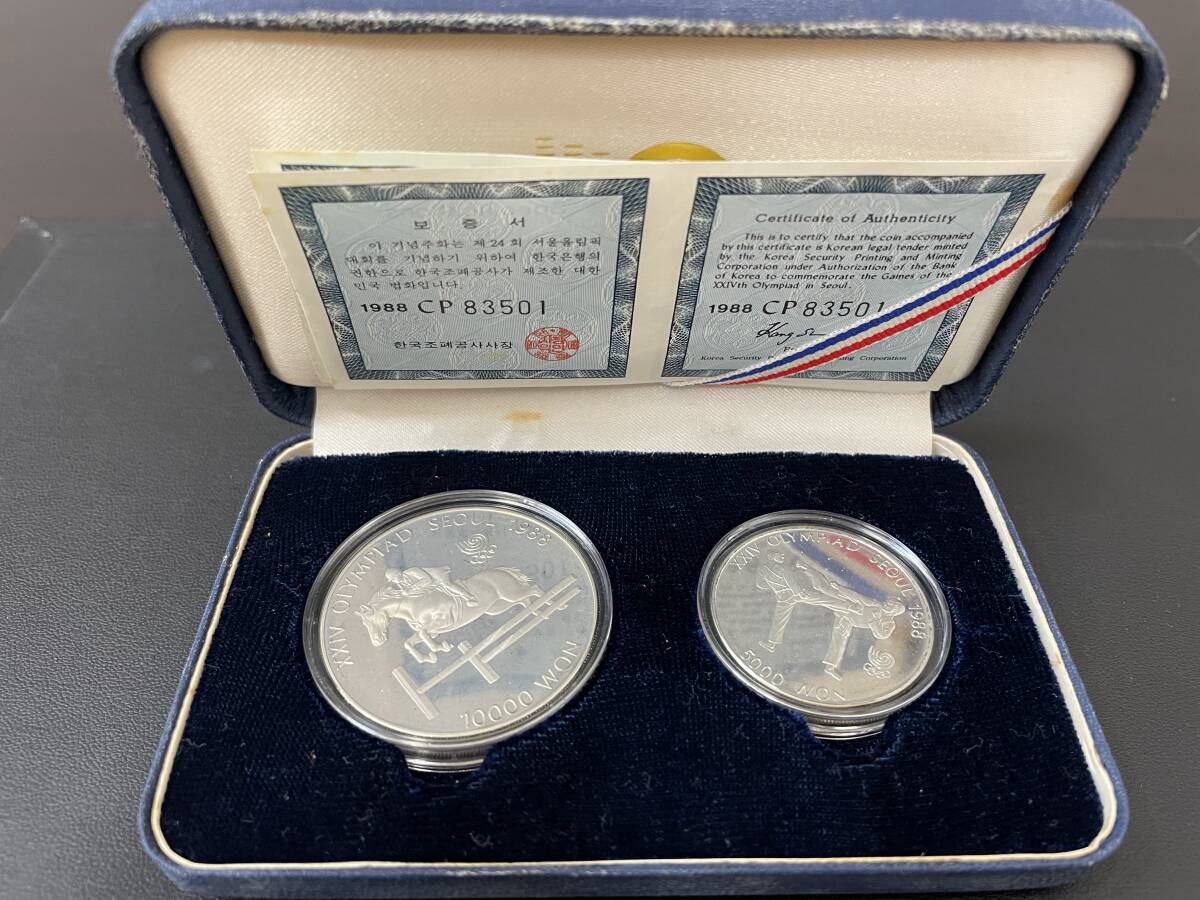 보 증 서
이 기념주화는 제24회 서울올림픽
대회를 기념하기 위하여 한국은행의
권한으로 한국조폐공사가 제조한 대한
민국 법화입니다.
1988 CP 83501
한국조폐공사사장
Certificate of Authenticity
This is to certify, that the coin accompanied
by this certificate is Korean legal tender minted
by the Korea Security Printing and Minting
Corporation under Authorization of the Bank
of Korea to commemorate the Games of the
XXIVth Olympiad in Seoul.
1988 CP 83501
Korea Security Corporation
XXIV OLYMPIAD SEOUL 1988
10000 WON
XXIV OLYMPIAD SEOUL 1988
5000 WON